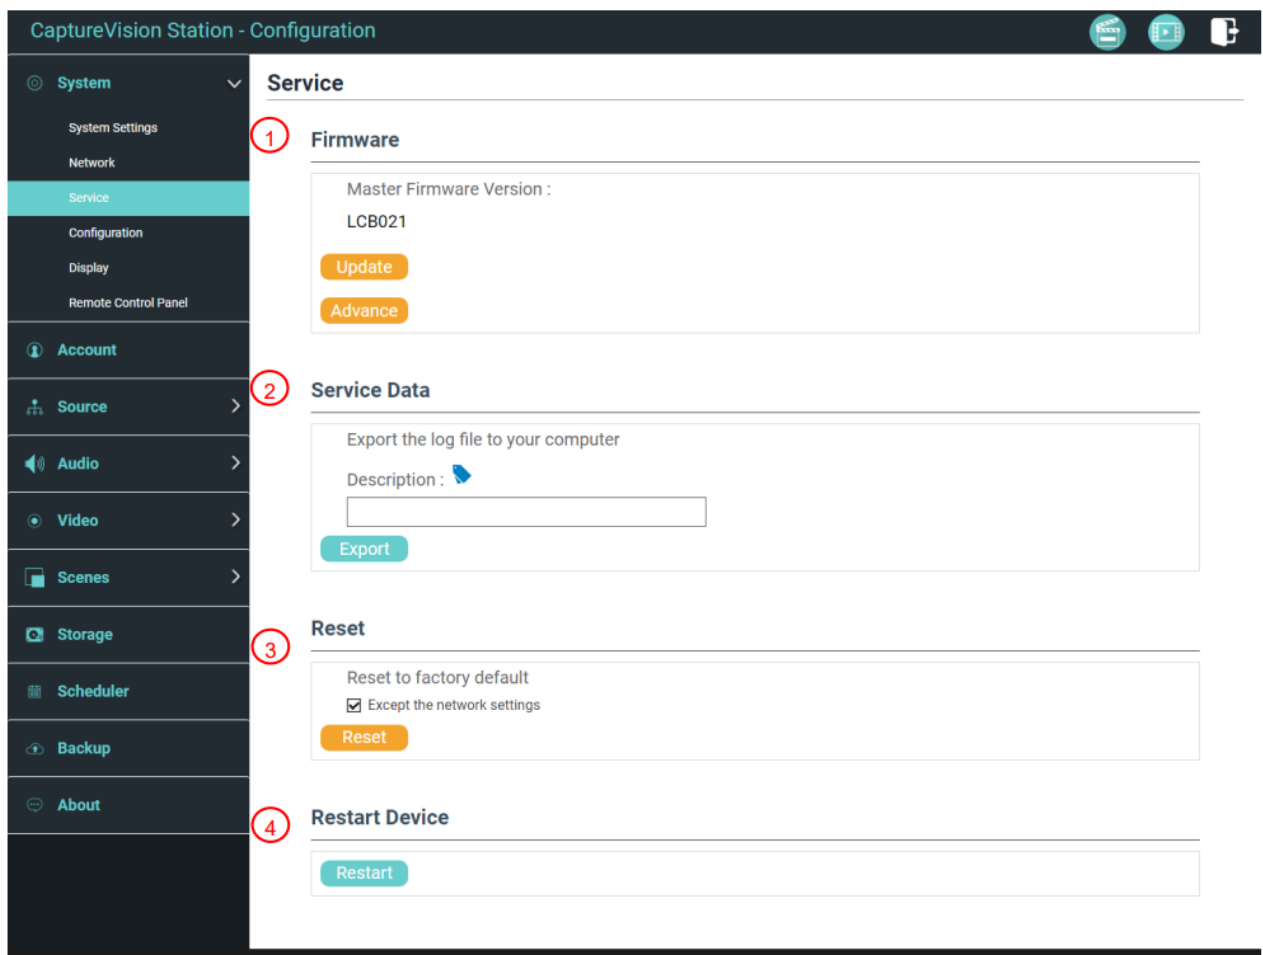 CaptureVision Station - Configuration
System
System Settings
Network
Service
Configuration
Display
Remote Control Panel
Account
Source
Audio
Video
Scenes
Storage
Scheduler
Backup
About
Service
1
Firmware
Master Firmware Version :
LCB021
Update
Advance
2
Service Data
Export the log file to your computer
Description :
Export
3
Reset
Reset to factory default
Except the network settings
Reset
4
Restart Device
Restart